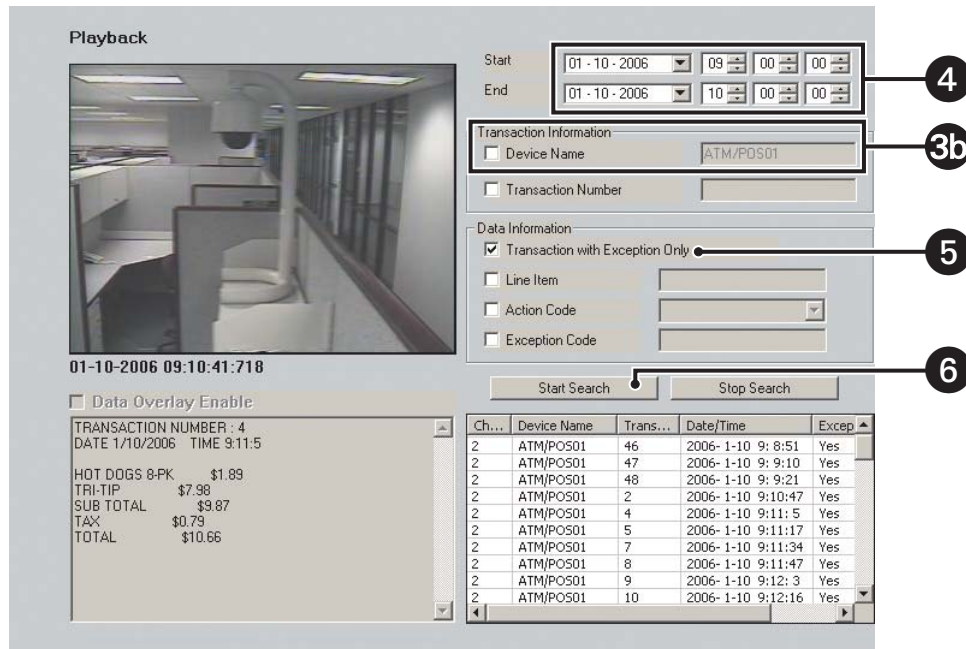 Playback
01-10-2006 09:10:41:718
Data Overlay Enable
TRANSACTION NUMBER : 4
DATE 1/10/2006 TIME 9:11:5
HOT DOGS 8-PK $1.89
TRI-TIP $7.98
SUB TOTAL $9.87
TAX $0.79
TOTAL $10.66
Start 01 - 10 - 2006 09 00 00
End 01 - 10 - 2006 10 00 00
4
Transaction Information
Device Name ATM/POS01
3b
Transaction Number
Data Information
Transaction with Exception Only
5
Line Item
Action Code
Exception Code
Start Search Stop Search
6
Ch... Device Name Trans... Date/Time Excep
2 ATM/POS01 46 2006- 1-10 9: 8:51 Yes
2 ATM/POS01 47 2006- 1-10 9: 9:10 Yes
2 ATM/POS01 48 2006- 1-10 9: 9:21 Yes
2 ATM/POS01 2 2006- 1-10 9:10:47 Yes
2 ATM/POS01 4 2006- 1-10 9:11: 5 Yes
2 ATM/POS01 5 2006- 1-10 9:11:17 Yes
2 ATM/POS01 7 2006- 1-10 9:11:34 Yes
2 ATM/POS01 8 2006- 1-10 9:11:47 Yes
2 ATM/POS01 9 2006- 1-10 9:12: 3 Yes
2 ATM/POS01 10 2006- 1-10 9:12:16 Yes